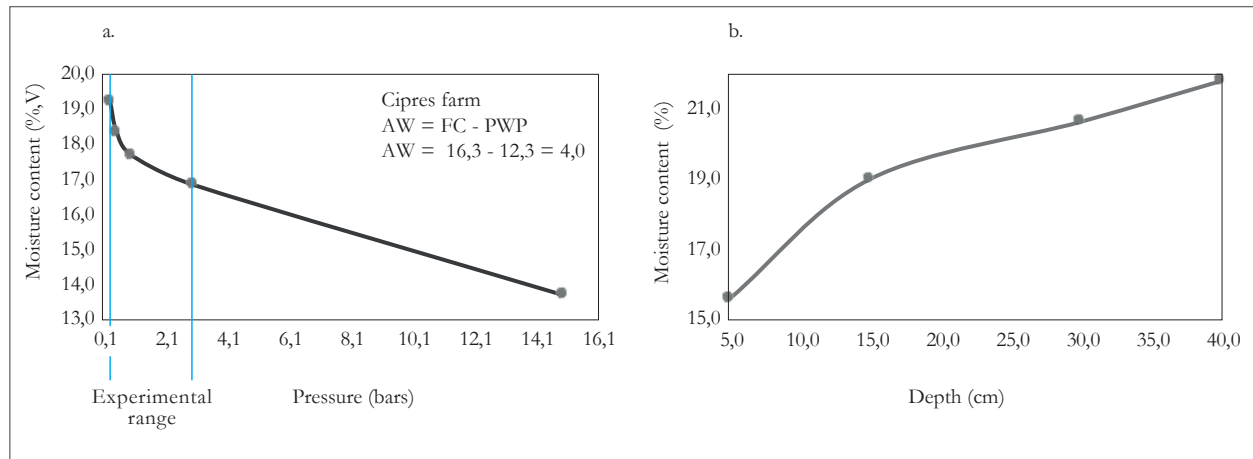 a.
Moisture content (%,V)
20,0
19,0
18,0
17,0
16,0
15,0
14,0
13,0
Cipres farm
AW = FC - PWP
AW = 16,3 - 12,3 = 4,0
0,1 2,1 4,1 6,1 8,1 10,1 12,1 14,1 16,1
Experimental
range
Pressure (bars)
b.
Moisture content (%)
21,0
19,0
17,0
15,0
5,0 10,0 15,0 20,0 25,0 30,0 35,0 40,0
Depth (cm)